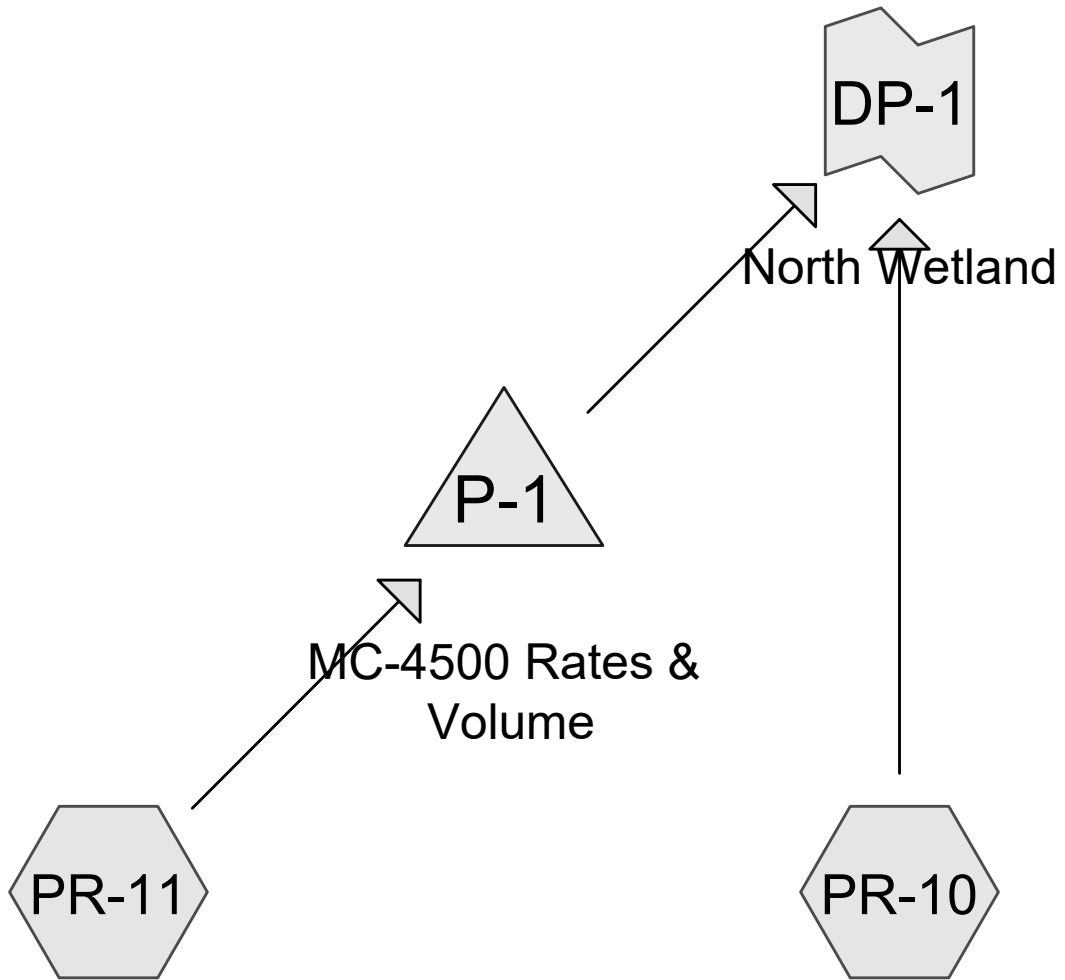 DP-1
North Wetland
P-1
MC-4500 Rates &
Volume
PR-11
PR-10